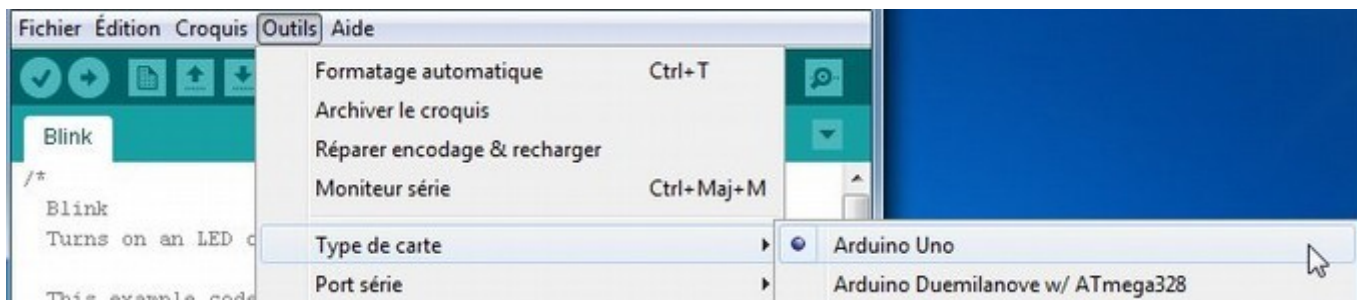 Fichier Édition Croquis Outils Aide
Formatage automatique Ctrl+T
Archiver le croquis
Blink
Réparer encodage & recharger
/*
Moniteur série Ctrl+Maj+M
Blink
Turns on an LED
Type de carte
Arduino Uno
Port série
Arduino Duemilanove w/ ATmega328
This example code